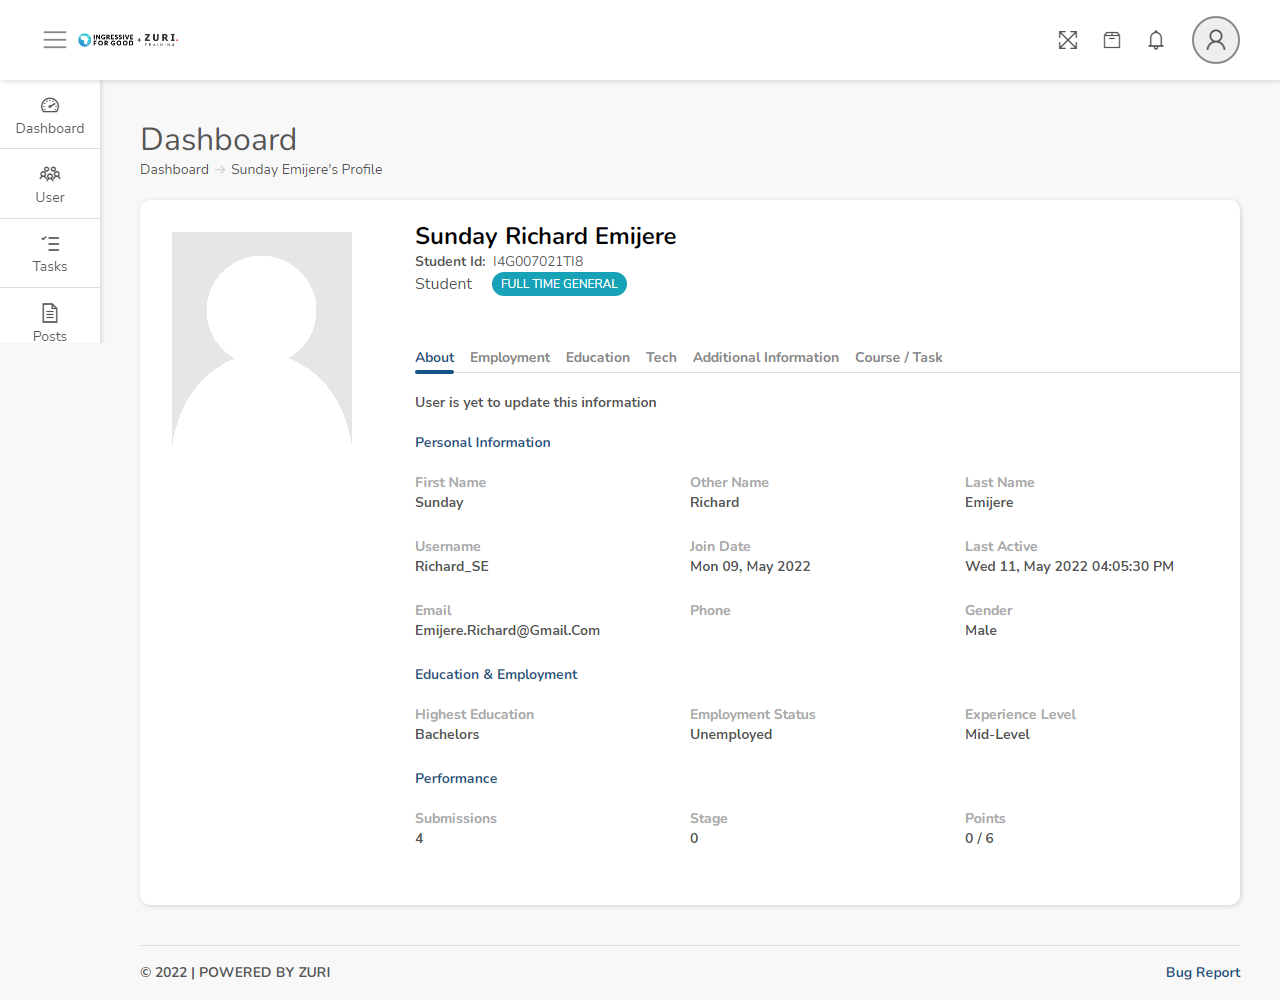 INGRESSIVE FOR GOOD + ZURI TRAINING
Dashboard
User
Tasks
Posts
Dashboard
Dashboard → Sunday Emijere's Profile
Sunday Richard Emijere
Student Id: I4G007021TI8
Student FULL TIME GENERAL
About Employment Education Tech Additional Information Course / Task
User is yet to update this information
Personal Information
First Name Other Name Last Name
Sunday Richard Emijere
Username Join Date Last Active
Richard_SE Mon 09, May 2022 Wed 11, May 2022 04:05:30 PM
Email Phone Gender
Emijere.Richard@Gmail.Com Male
Education & Employment
Highest Education Employment Status Experience Level
Bachelors Unemployed Mid-Level
Performance
Submissions Stage Points
4 0 0 / 6
© 2022 | POWERED BY ZURI Bug Report